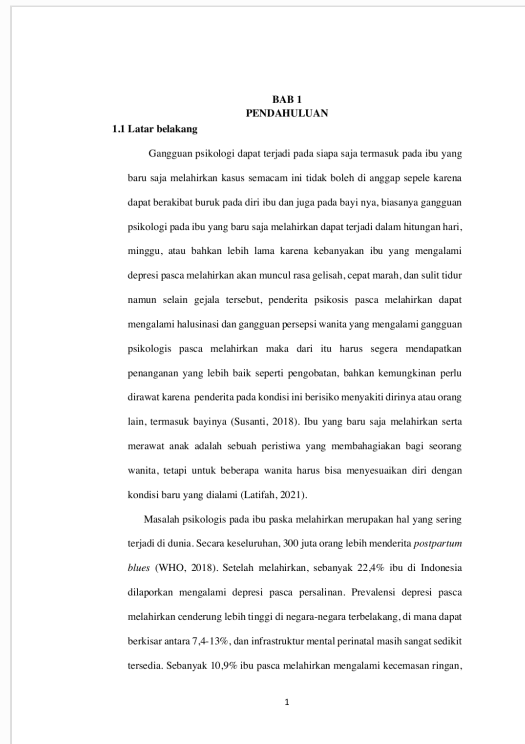 BAB 1
PENDAHULUAN
1.1 Latar belakang
Gangguan psikologi dapat terjadi pada siapa saja termasuk pada ibu yang
baru saja melahirkan kasus semacam ini tidak boleh di anggap sepele karena
dapat berakibat buruk pada diri ibu dan juga pada bayi nya, biasanya gangguan
psikologi pada ibu yang baru saja melahirkan dapat terjadi dalam hitungan hari,
minggu, atau bahkan lebih lama karena kebanyakan ibu yang mengalami
depresi pasca melahirkan akan muncul rasa gelisah, cepat marah, dan sulit tidur
namun selain gejala tersebut, penderita psikosis pasca melahirkan dapat
mengalami halusinasi dan gangguan persepsi wanita yang mengalami gangguan
psikologis pasca melahirkan maka dari itu harus segera mendapatkan
penanganan yang lebih baik seperti pengobatan, bahkan kemungkinan perlu
dirawat karena penderita pada kondisi ini berisiko menyakiti dirinya atau orang
lain, termasuk bayinya (Susanti, 2018). Ibu yang baru saja melahirkan serta
merawat anak adalah sebuah peristiwa yang membahagiakan bagi seorang
wanita, tetapi untuk beberapa wanita harus bisa menyesuaikan diri dengan
kondisi baru yang dialami (Latifah, 2021).
Masalah psikologis pada ibu paska melahirkan merupakan hal yang sering
terjadi di dunia. Secara keseluruhan, 300 juta orang lebih menderita postpartum
blues (WHO, 2018). Setelah melahirkan, sebanyak 22,4% ibu di Indonesia
dilaporkan mengalami depresi pasca persalinan. Prevalensi depresi pasca
melahirkan cenderung lebih tinggi di negara-negara terbelakang, di mana dapat
berkisar antara 7,4-13%, dan infrastruktur mental perinatal masih sangat sedikit
tersedia. Sebanyak 10,9% ibu pasca melahirkan mengalami kecemasan ringan,
1